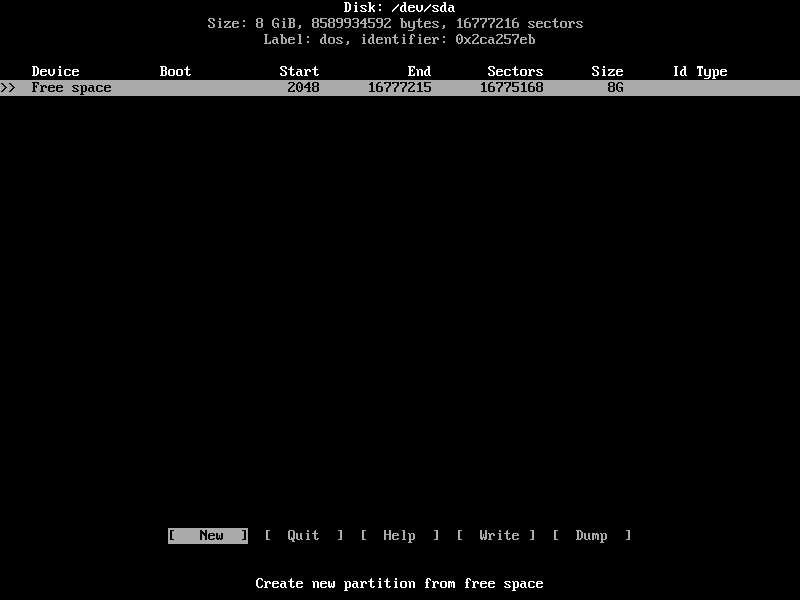 Disk: /dev/sda
Size: 8 GiB, 8589934592 bytes, 16777216 sectors
Label: dos, identifier: 0x2ca257eb
Device Boot Start End Sectors Size Id Type
>> Free space 2048 16777215 16775168 8G
[ New ] [ Quit ] [ Help ] [ Write ] [ Dump ]
Create new partition from free space